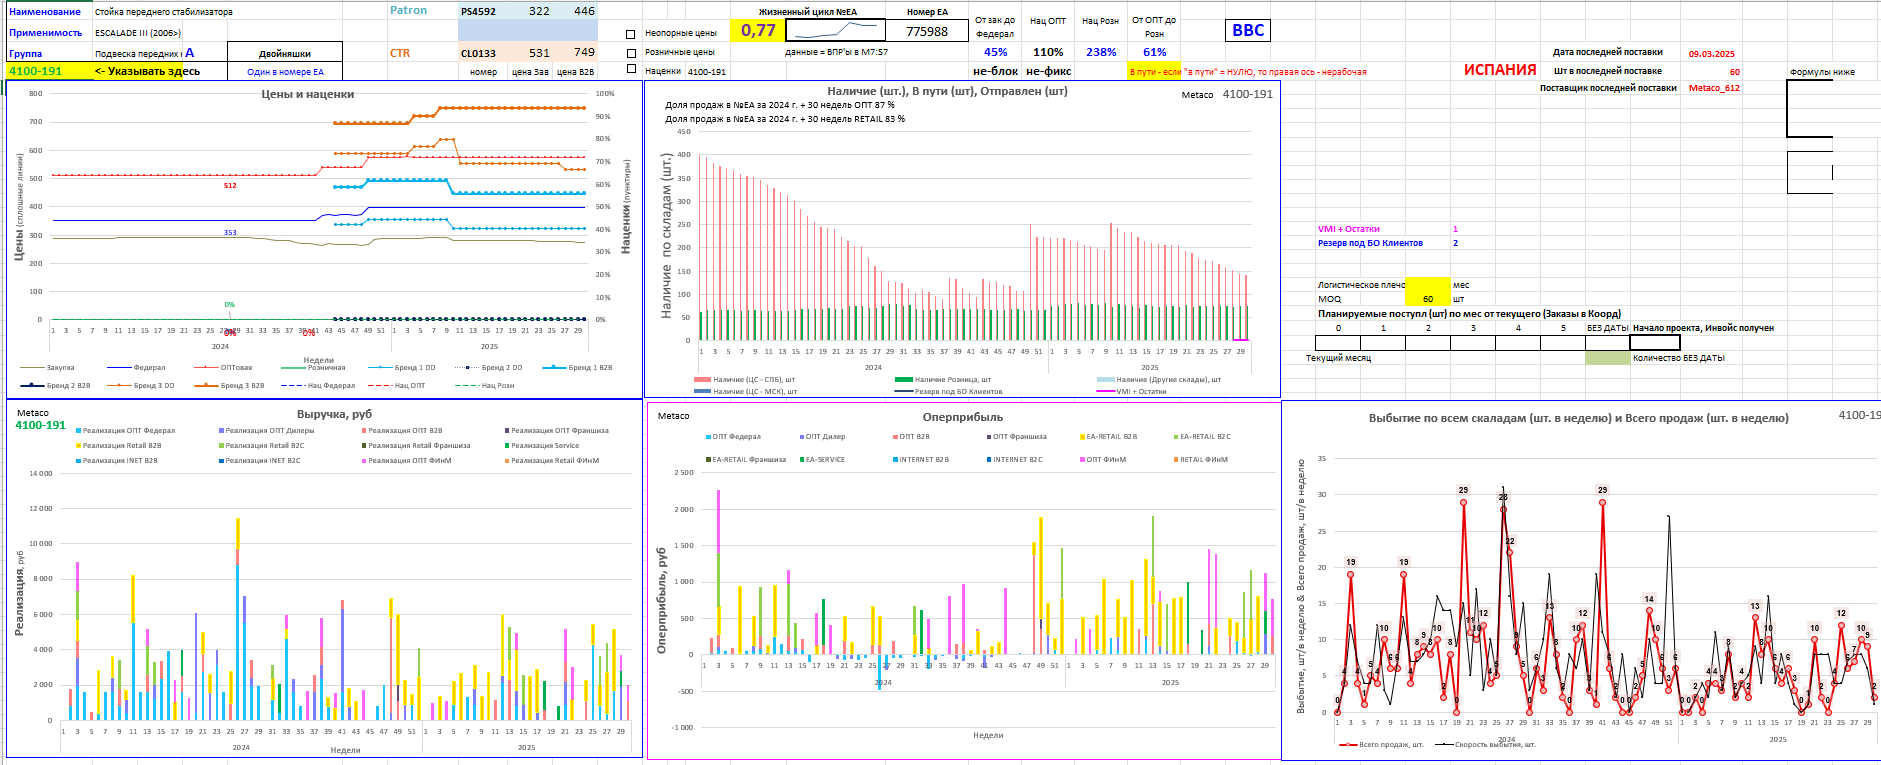 Наименование Стойка переднего стабилизатора Patron PS4592 322 446
Применимость ESCALADE III (2006>)
Группа Подвеска передних A Двойняшки CTR CL0133 531 749
4100-191 <- Указывать здесь Один в номере EA номер цена Зав цена B2B
Неопорные цены 0,77 Жизненный цикл №EA Номер EA 775988
Розничные цены данные = ВПР'ы в M7:S7
Наценки 4100-191
От зак до Федерал Нац ОПТ Нац Розн От ОПТ до Розн BBC
45% 110% 238% 61%
не-блок не-фикс В пути - если "в пути" = НУЛЮ, то правая ось - нерабочая
ИСПАНИЯ
Дата последней поставки 09.03.2025
Шт в последней поставке 60 Формулы ниже
Поставщик последней поставки Metaco_612
Цены и наценки
Цены (сплошные линии)
Наценки (пунктиры)
800 700 600 500 400 300 200 100 0
100% 90% 80% 70% 60% 50% 40% 30% 20% 10% 0%
512
353
0%
0%
1 3 5 7 9 11 13 15 17 19 21 23 25 27 29 31 33 35 37 39 41 43 45 47 49 51 1 3 5 7 9 11 13 15 17 19 21 23 25 27 29
2024 2025
Недели
Закупка Федерал ОПТовая Розничная Бренд 1 DD Бренд 2 DD Бренд 1 B2B
Бренд 2 B2B Бренд 3 DD Бренд 3 B2B Нац Федерал Нац ОПТ Нац Розн
Наличие (шт.), В пути (шт), Отправлен (шт)
Metaco 4100-191
Доля продаж в №EA за 2024 г. + 30 недель ОПТ 87 %
Доля продаж в №EA за 2024 г. + 30 недель RETAIL 83 %
Наличие по складам (шт.)
450 400 350 300 250 200 150 100 50 0
1 3 5 7 9 11 13 15 17 19 21 23 25 27 29 31 33 35 37 39 41 43 45 47 49 51 1 3 5 7 9 11 13 15 17 19 21 23 25 27 29
2024 2025
Наличие (ЦС - СПБ), шт Наличие Розница, шт Наличие (Другие склады), шт
Наличие (ЦС - МСК), шт Резерв под БО Клиентов VMI + Остатки
VMI + Остатки 1
Резерв под БО Клиентов 2
Логистическое плечо мес
MOQ 60 шт
Планируемые поступл (шт) по мес от текущего (Заказы в Коорд)
0 1 2 3 4 5 БЕЗ ДАТЫ Начало проекта, Инвойс получен
Текущий месяц Количество БЕЗ ДАТЫ
Metaco
4100-191
Выручка, руб
Реализация ОПТ Федерал Реализация ОПТ Дилеры Реализация ОПТ B2B Реализация ОПТ Франшиза
Реализация Retail B2B Реализация Retail B2C Реализация Retail Франшиза Реализация Service
Реализация INET B2B Реализация INET B2C Реализация ОПТ ФИнМ Реализация Retail ФИнМ
Реализация, руб
14 000 12 000 10 000 8 000 6 000 4 000 2 000 0
1 3 5 7 9 11 13 15 17 19 21 23 25 27 29 31 33 35 37 39 41 43 45 47 49 51 1 3 5 7 9 11 13 15 17 19 21 23 25 27 29
2024 2025
Недели
Metaco
Оперприбыль
ОПТ Федерал ОПТ Дилер ОПТ B2B ОПТ Франшиза EA-RETAIL B2B EA-RETAIL B2C
EA-RETAIL Франшиза EA-SERVICE INTERNET B2B INTERNET B2C ОПТ ФИнМ RETAIL ФИнМ
Оперприбыль, руб
2 500 2 000 1 500 1 000 500 0 -500 -1 000
1 3 5 7 9 11 13 15 17 19 21 23 25 27 29 31 33 35 37 39 41 43 45 47 49 51 1 3 5 7 9 11 13 15 17 19 21 23 25 27 29
2024 2025
Недели
Выбытие по всем скаладам (шт. в неделю) и Всего продаж (шт. в неделю)
4100-19
Выбытие, шт/в неделю & Всего продаж, шт/в неделю
35 30 25 20 15 10 5 0
1 3 5 7 9 11 13 15 17 19 21 23 25 27 29 31 33 35 37 39 41 43 45 47 49 51 1 3 5 7 9 11 13 15 17 19 21 23 25 27 29
2024 2025
Всего продаж, шт. Скорость выбытия, шт.